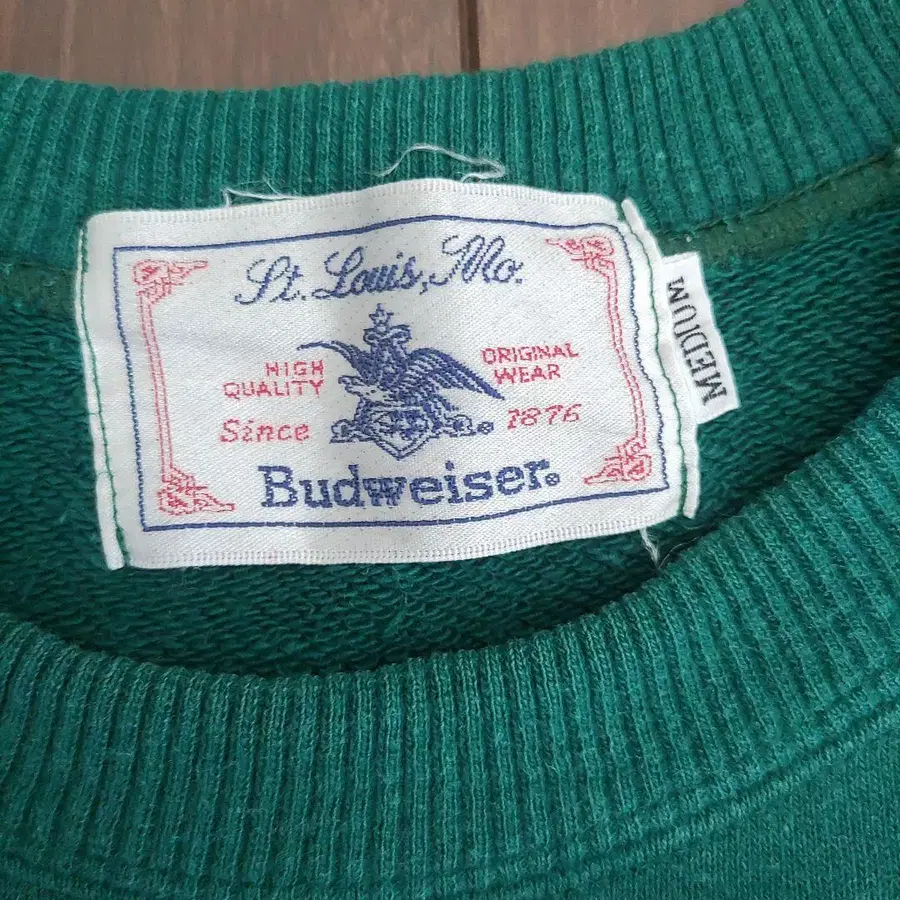 St. Louis, Mo.
HIGH QUALITY
ORIGINAL WEAR
Since 1876
Budweiser®
MEDIUM